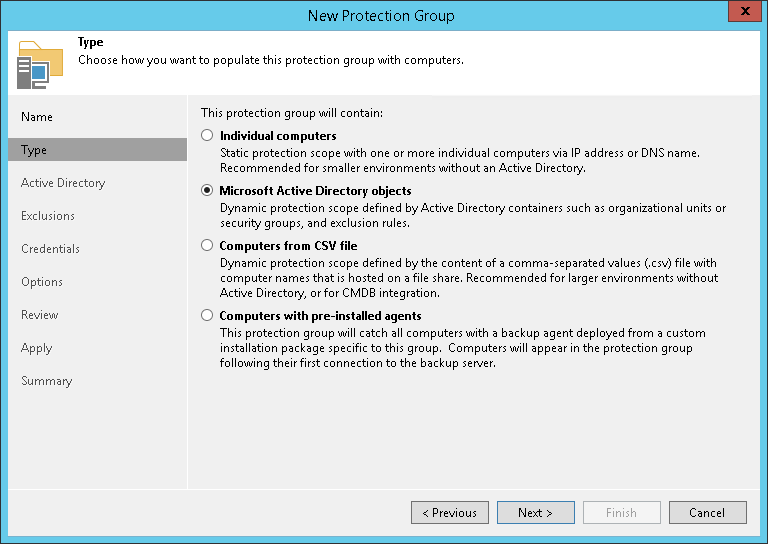 New Protection Group
X
Type
Choose how you want to populate this protection group with computers.
Name
Type
Active Directory
Exclusions
Credentials
Options
Review
Apply
Summary
This protection group will contain:
Individual computers
Static protection scope with one or more individual computers via IP address or DNS name.
Recommended for smaller environments without an Active Directory.
Microsoft Active Directory objects
Dynamic protection scope defined by Active Directory containers such as organizational units or
security groups, and exclusion rules.
Computers from CSV file
Dynamic protection scope defined by the content of a comma-separated values (.csv) file with
computer names that is hosted on a file share. Recommended for larger environments without
Active Directory, or for CMDB integration.
Computers with pre-installed agents
This protection group will catch all computers with a backup agent deployed from a custom
installation package specific to this group.  Computers will appear in the protection group
following their first connection to the backup server.
< Previous
Next >
Finish
Cancel